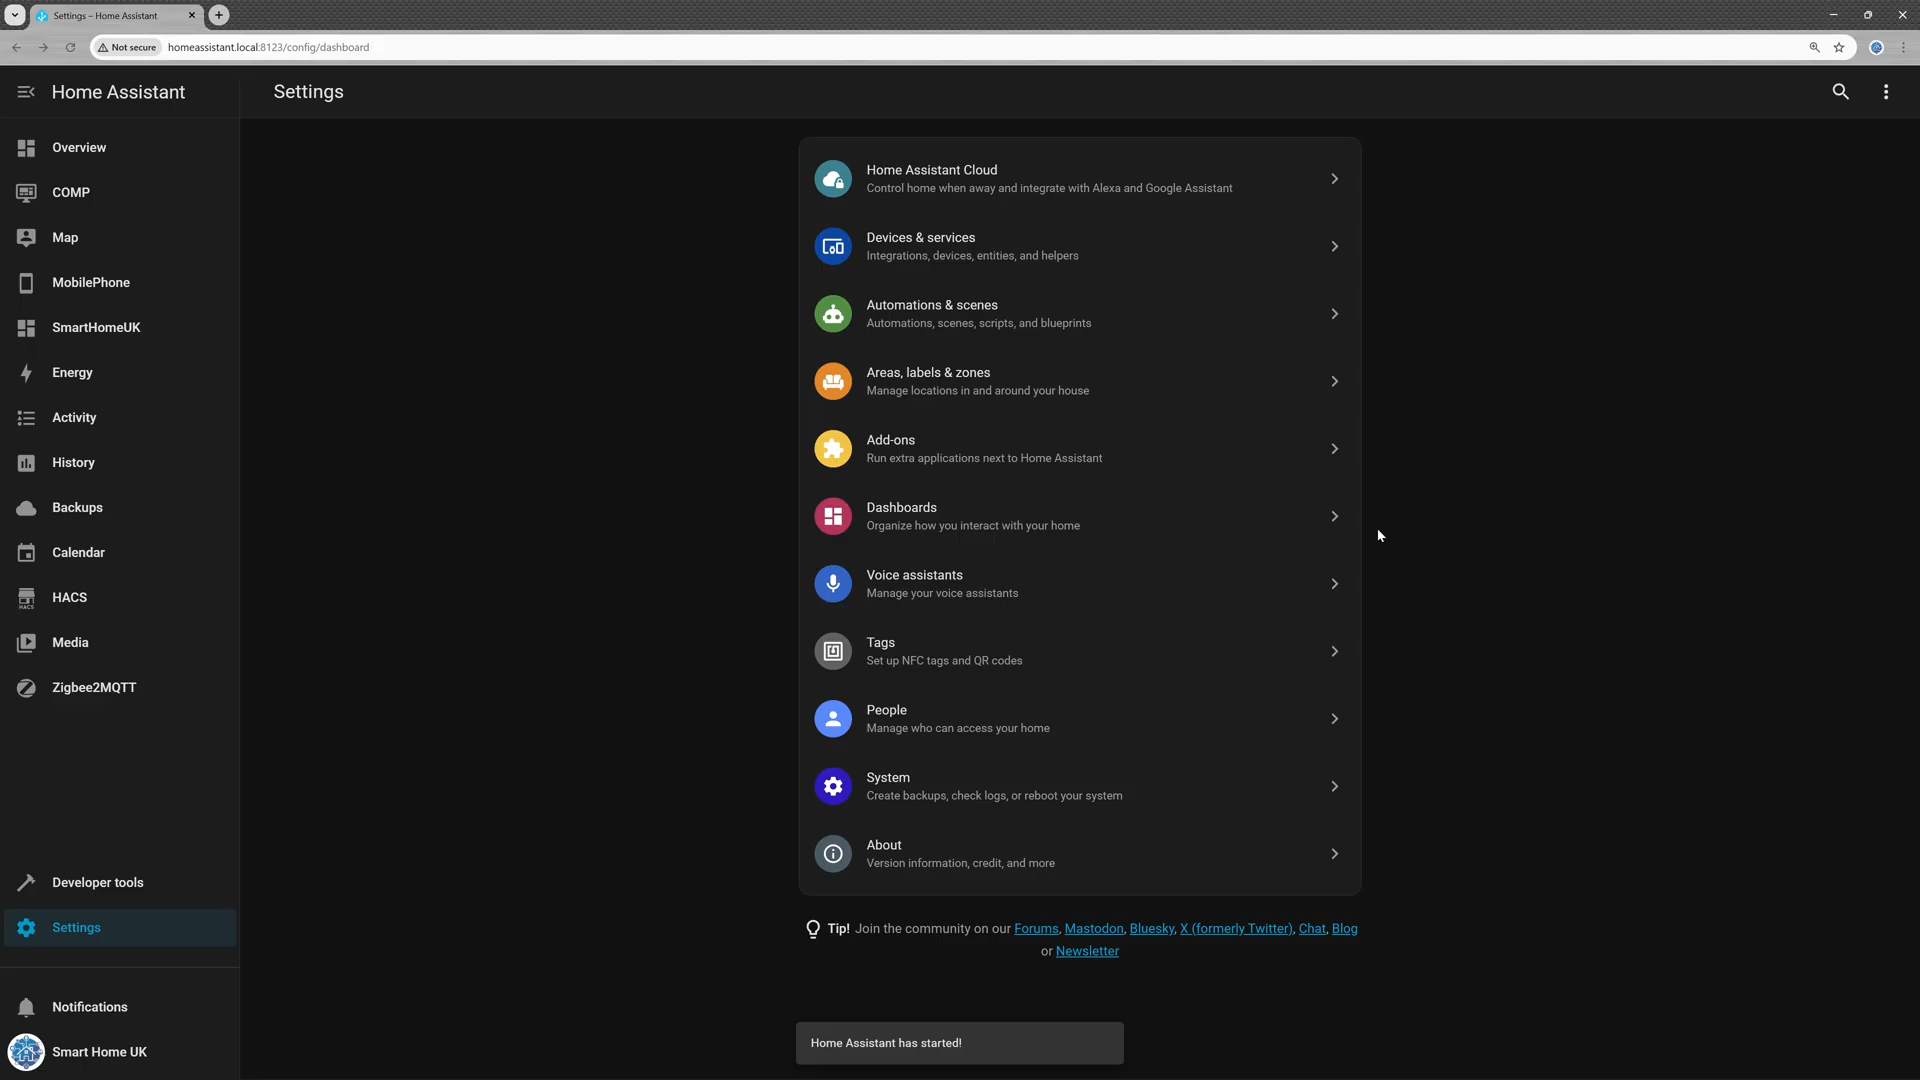 Settings – Home Assistant
Not secure
homeassistant.local:8123/config/dashboard
Home Assistant
Settings
Overview
COMP
Map
MobilePhone
SmartHomeUK
Energy
Activity
History
Backups
Calendar
HACS
HACS
Media
Zigbee2MQTT
Developer tools
Settings
Notifications
Smart Home UK
Home Assistant Cloud
Control home when away and integrate with Alexa and Google Assistant
Devices & services
Integrations, devices, entities, and helpers
Automations & scenes
Automations, scenes, scripts, and blueprints
Areas, labels & zones
Manage locations in and around your house
Add-ons
Run extra applications next to Home Assistant
Dashboards
Organize how you interact with your home
Voice assistants
Manage your voice assistants
Tags
Set up NFC tags and QR codes
People
Manage who can access your home
System
Create backups, check logs, or reboot your system
About
Version information, credit, and more
Tip! Join the community on our Forums, Mastodon, Bluesky, X (formerly Twitter), Chat, Blog
or Newsletter
Home Assistant has started!